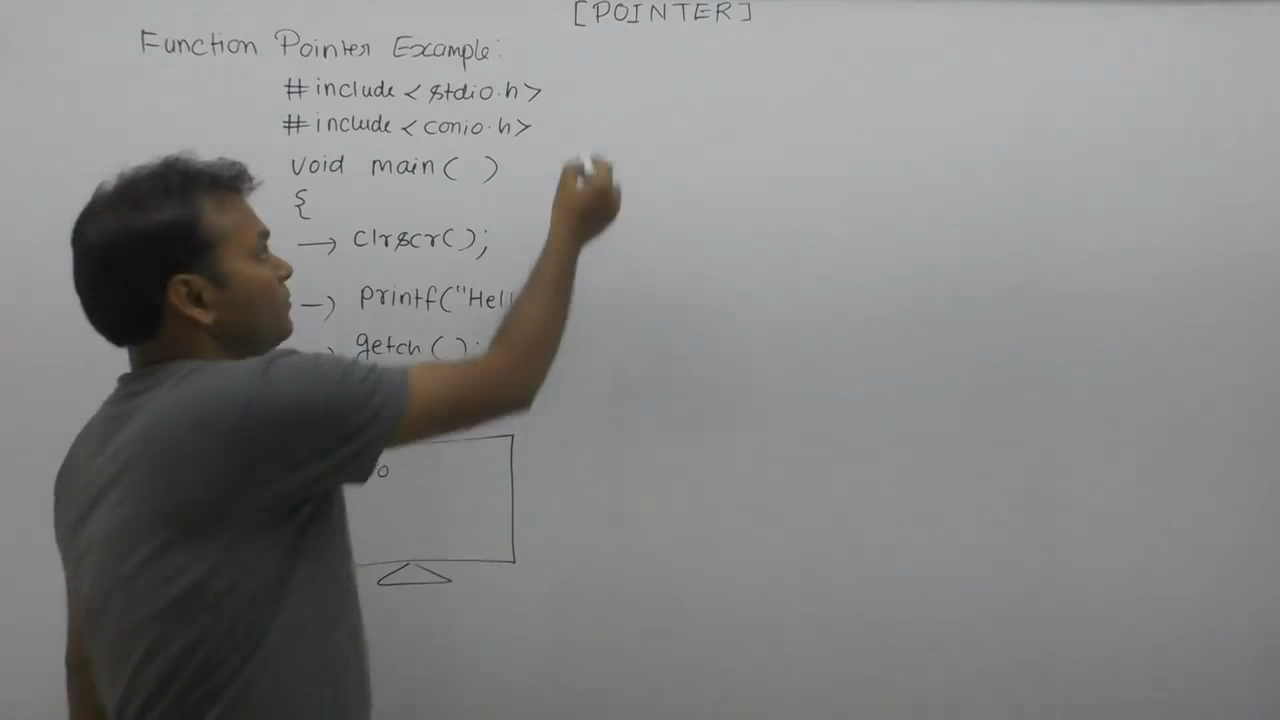 [POINTER]
Function Pointer Example:
#include <stdio.h>
#include <conio.h>
void main( )
{
→ clrscr();
→ printf("Hell
getch( );
o